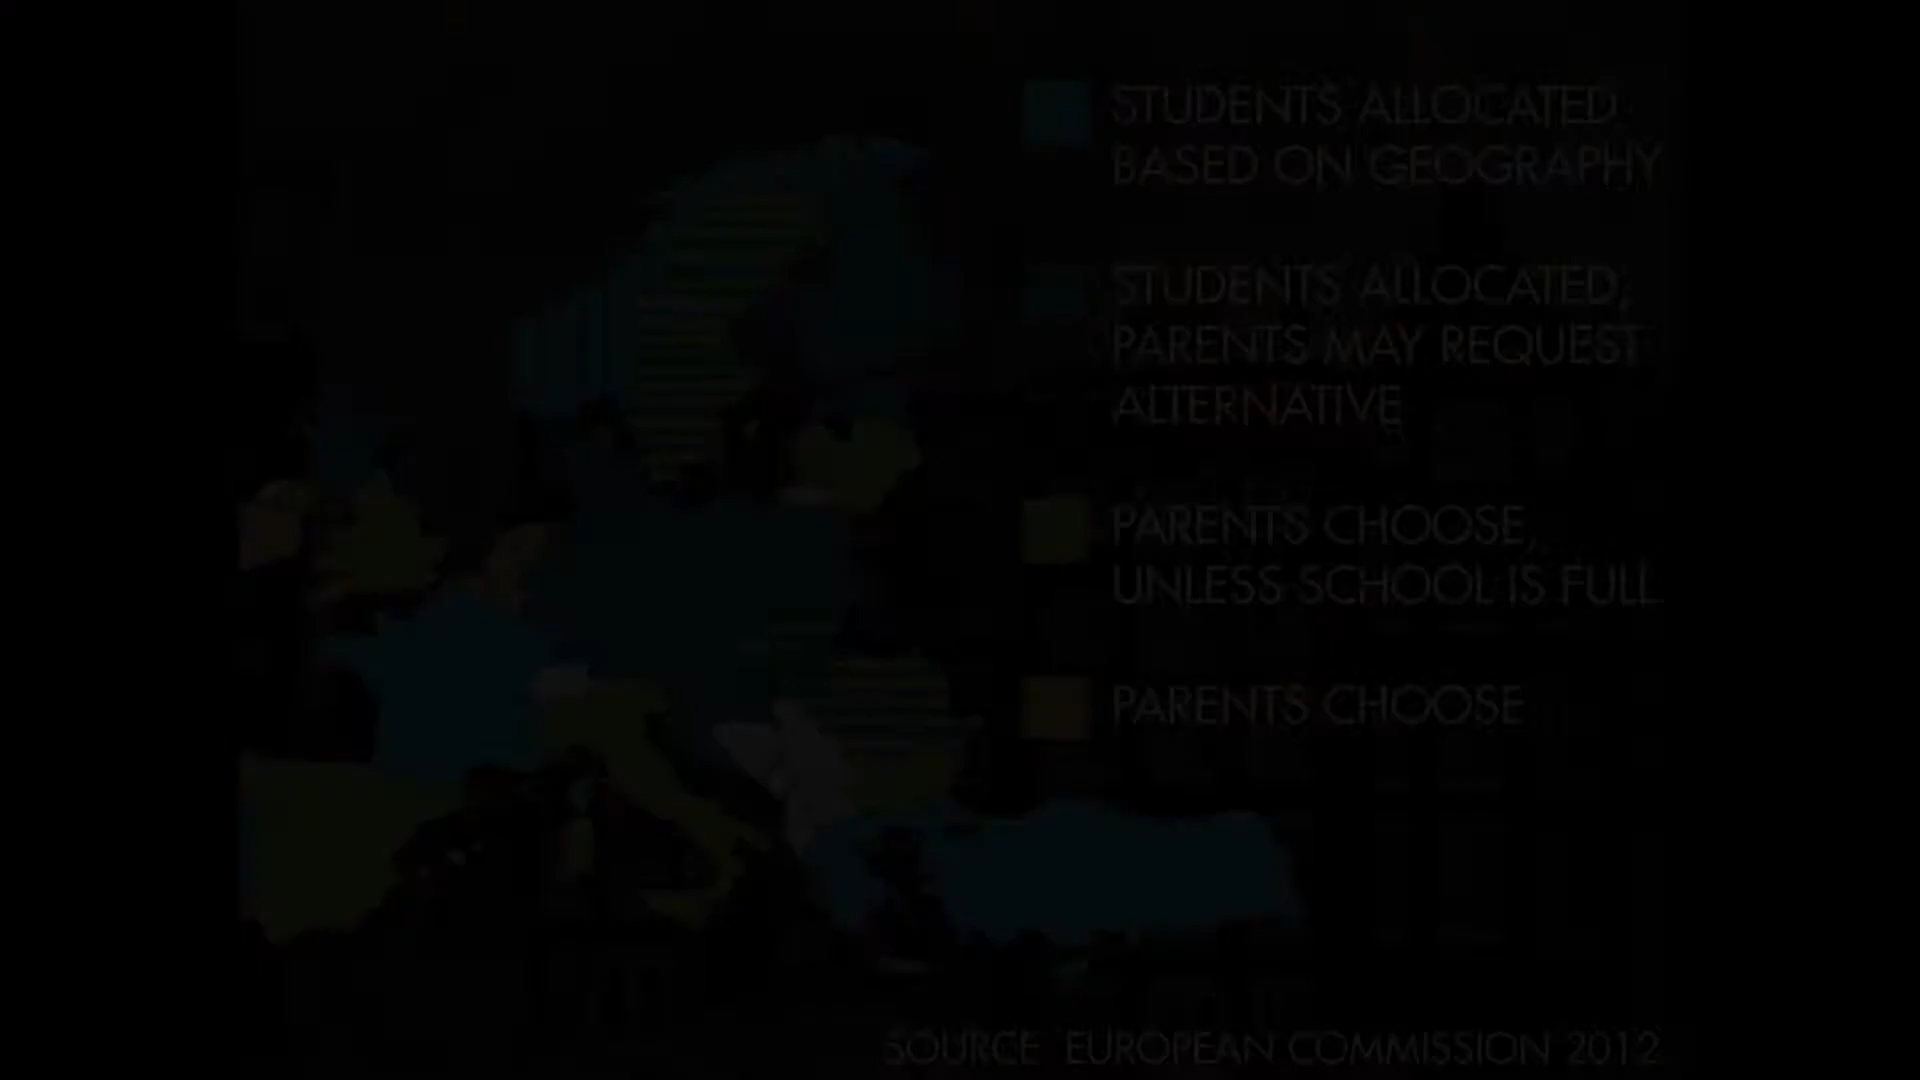 STUDENTS ALLOCATED
BASED ON GEOGRAPHY
STUDENTS ALLOCATED,
PARENTS MAY REQUEST
ALTERNATIVE
PARENTS CHOOSE,
UNLESS SCHOOL IS FULL
PARENTS CHOOSE
SOURCE EUROPEAN COMMISSION 2012